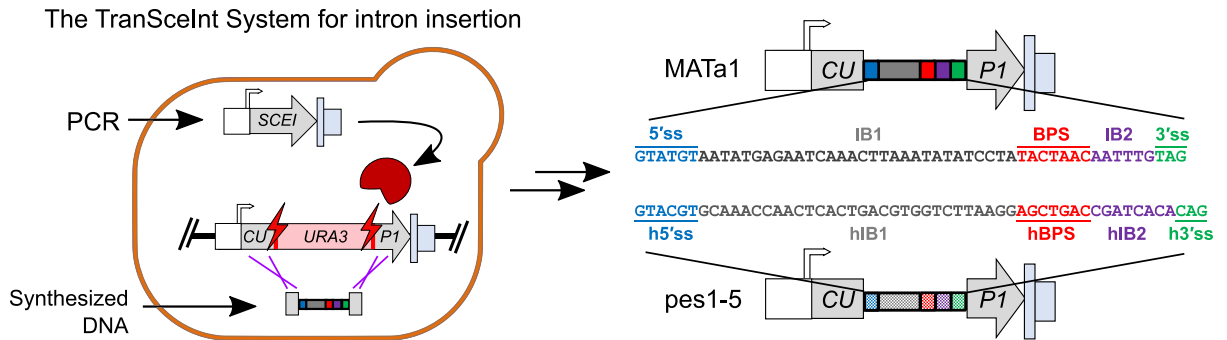 The TranSceInt System for intron insertion
PCR
SCEI
CU
URA3
P1
Synthesized
DNA
MATa1
CU
P1
5'ss
IB1
BPS
IB2
3'ss
GTATGTAATATGAGAATCAAACTTAAATATATCCTATACTAACAATTTGTAG
GTACGTGCAAACCAACTCACTGACGTGGTCTTAAGGAGCTGACCGATCACACAG
h5'ss
hIB1
hBPS
hIB2
h3'ss
pes1-5
CU
P1